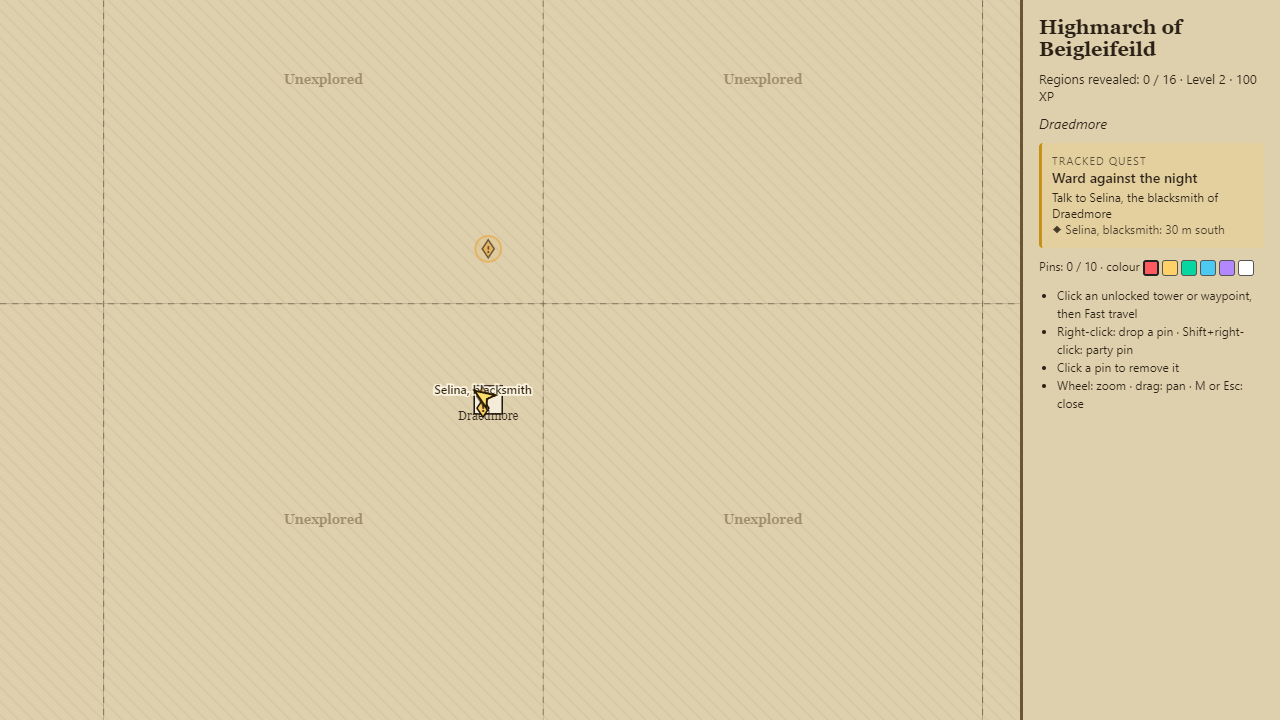 Unexplored
Unexplored
Selina, blacksmith
Draedmore
Unexplored
Unexplored
Highmarch of
Beigleifeild
Regions revealed: 0 / 16 · Level 2 · 100
XP
Draedmore
TRACKED QUEST
Ward against the night
Talk to Selina, the blacksmith of
Draedmore
◆ Selina, blacksmith: 30 m south
Pins: 0 / 10 · colour
• Click an unlocked tower or waypoint,
then Fast travel
• Right-click: drop a pin · Shift+right-
click: party pin
• Click a pin to remove it
• Wheel: zoom · drag: pan · M or Esc:
close